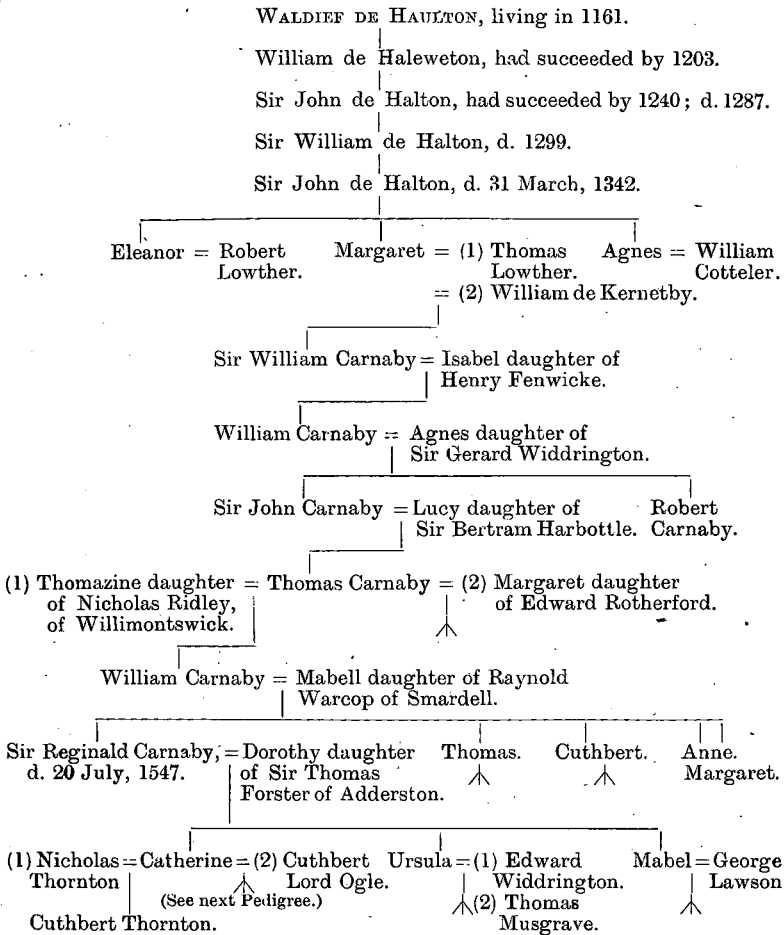 WALDIEF DE HAULTON, living in 1161.
William de Haleweton, had succeeded by 1203.
Sir John de Halton, had succeeded by 1240; d. 1287.
Sir William de Halton, d. 1299.
Sir John de Halton, d. 31 March, 1342.
Eleanor = Robert Margaret = (1) Thomas Agnes = William
Lowther. Lowther. Cotteler.
= (2) William de Kernetby.
Sir William Carnaby = Isabel daughter of
Henry Fenwicke.
William Carnaby = Agnes daughter of
Sir Gerard Widdrington.
Sir John Carnaby = Lucy daughter of Robert
Sir Bertram Harbottle. Carnaby.
(1) Thomazine daughter = Thomas Carnaby = (2) Margaret daughter
of Nicholas Ridley, of Edward Rotherford.
of Willimontswick.
William Carnaby = Mabell daughter of Raynold
Warcop of Smardell.
Sir Reginald Carnaby, = Dorothy daughter Thomas. Cuthbert. Anne.
d. 20 July, 1547. of Sir Thomas Margaret.
Forster of Adderston.
(1) Nicholas = Catherine = (2) Cuthbert Ursula = (1) Edward Mabel = George
Thornton Lord Ogle. Widdrington. Lawson
(See next Pedigree.) (2) Thomas
Cuthbert Thornton. Musgrave.